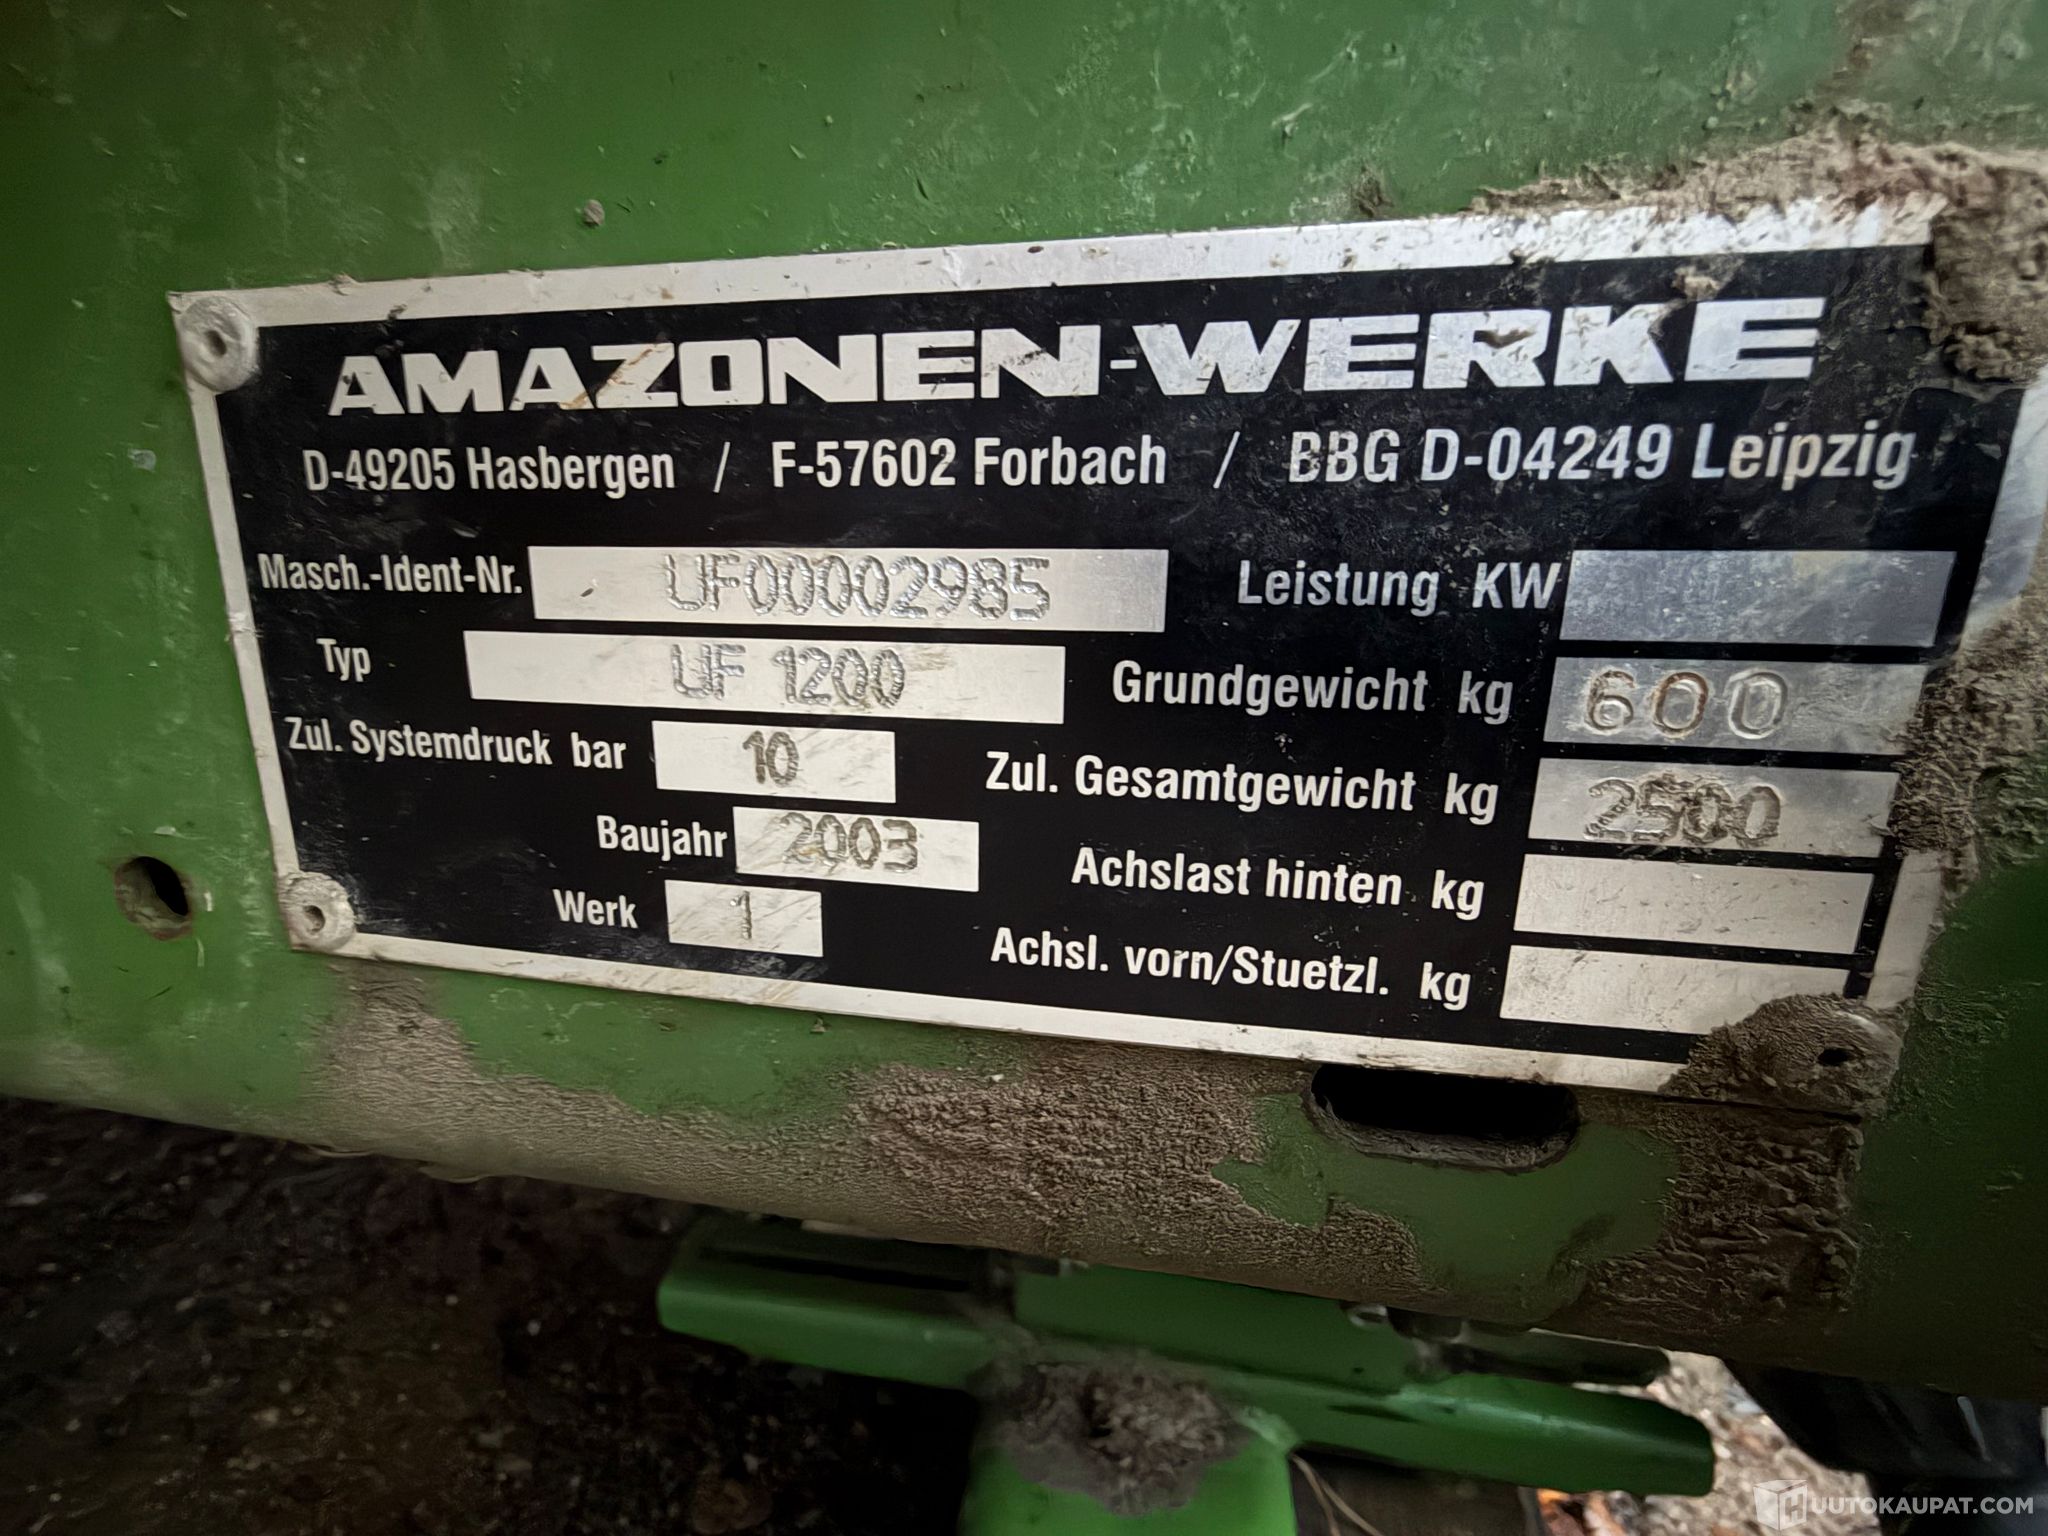 AMAZONEN-WERKE
D-49205 Hasbergen / F-57602 Forbach / BBG D-04249 Leipzig
Masch.-Ident-Nr. UF00002985 Leistung KW
Typ UF 1200 Grundgewicht kg 600
Zul. Systemdruck bar 10 Zul. Gesamtgewicht kg 2500
Baujahr 2003 Achslast hinten kg
Werk 1 Achsl. vorn/Stuetzl. kg
HUUTOKAUPAT.COM